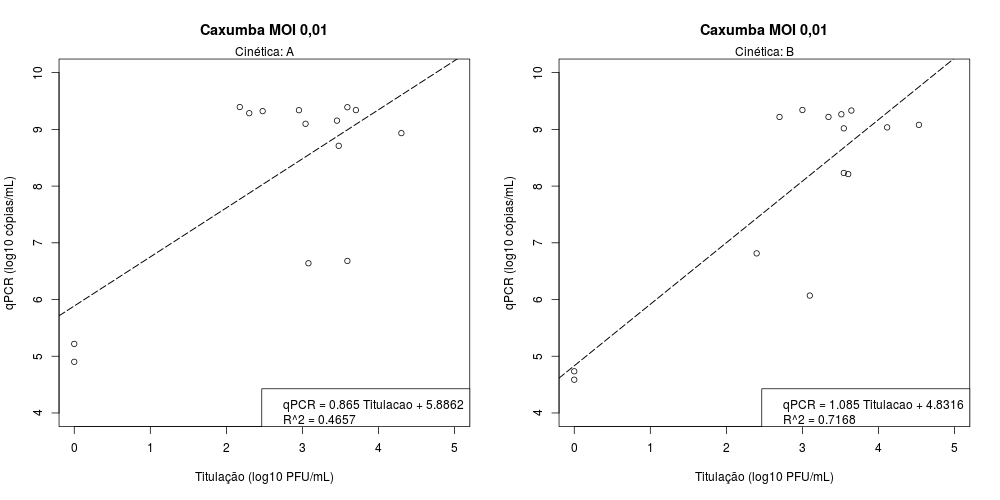 Caxumba MOI 0,01
Cinética: A
qPCR (log10 cópias/mL)
10
9
8
7
6
5
4
qPCR = 0.865 Titulacao + 5.8862
R^2 = 0.4657
0 1 2 3 4 5
Titulação (log10 PFU/mL)
Caxumba MOI 0,01
Cinética: B
qPCR (log10 cópias/mL)
10
9
8
7
6
5
4
qPCR = 1.085 Titulacao + 4.8316
R^2 = 0.7168
0 1 2 3 4 5
Titulação (log10 PFU/mL)